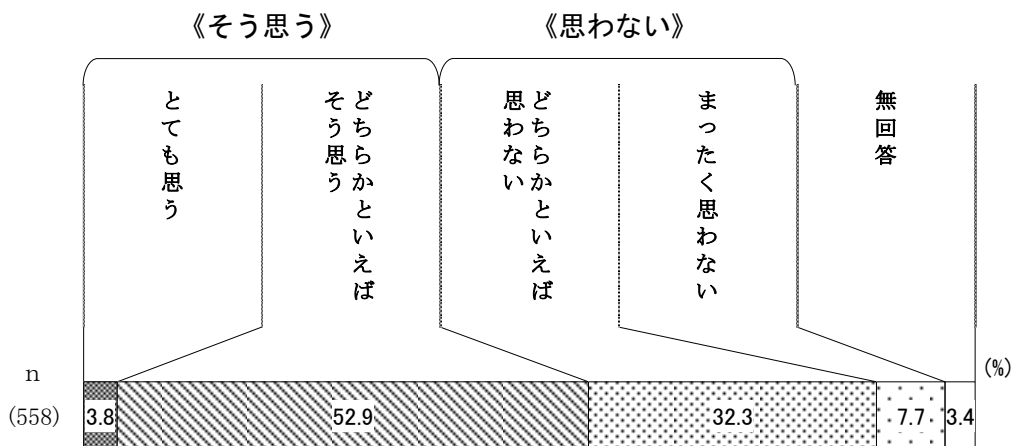 《そう思う》
《思わない》
とても思う
どちらかといえば
そう思う
どちらかといえば
思わない
まったく思わない
無回答
(%)
n
(558)
3.8
52.9
32.3
7.7
3.4